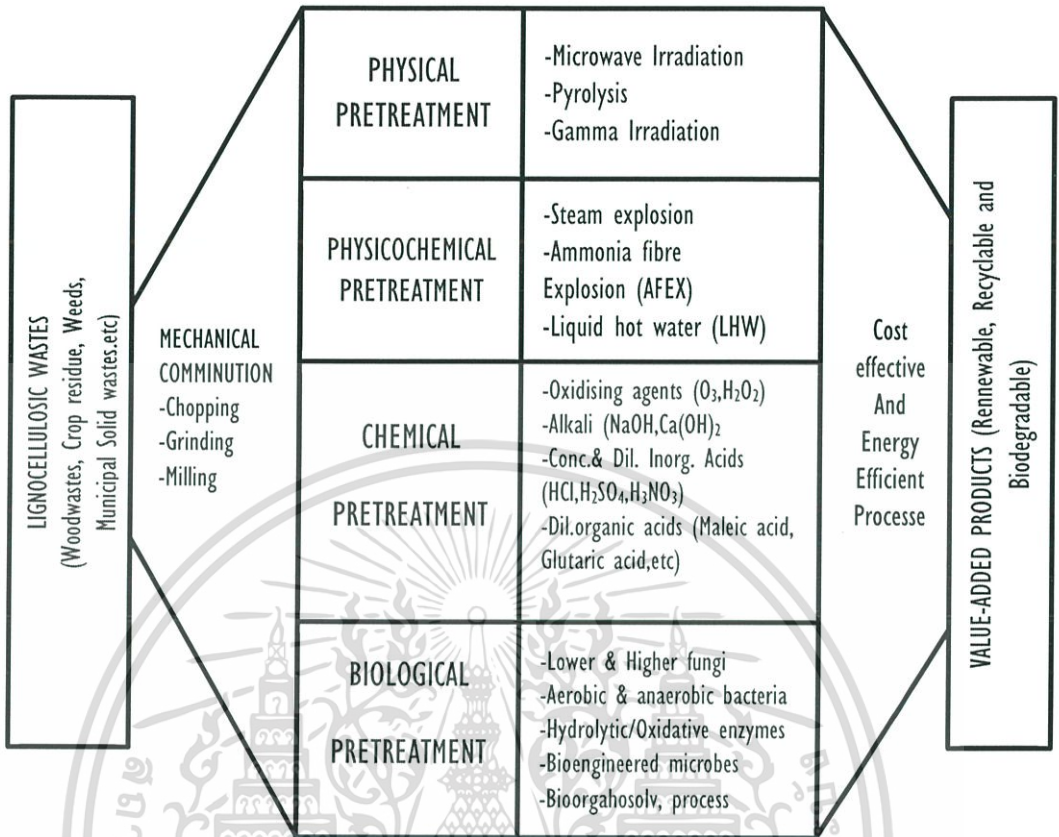 LIGNOCELLULOSIC WASTES
(Woodwastes, Crop residue, Weeds,
Municipal Solid wastes.etc)
MECHANICAL
COMMINUTION
-Chopping
-Grinding
-Milling
PHYSICAL
PRETREATMENT
-Microwave Irradiation
-Pyrolysis
-Gamma Irradiation
PHYSICOCHEMICAL
PRETREATMENT
-Steam explosion
-Ammonia fibre
Explosion (AFEX)
-Liquid hot water (LHW)
CHEMICAL
PRETREATMENT
-Oxidising agents (O₃,H₂O₂)
-Alkali (NaOH,Ca(OH)₂
-Conc.& Dil. Inorg. Acids
(HCl,H₂SO₄,H₃NO₃)
-Dil.organic acids (Maleic acid,
Glutaric acid,etc)
BIOLOGICAL
PRETREATMENT
-Lower & Higher fungi
-Aerobic & anaerobic bacteria
-Hydrolytic/Oxidative enzymes
-Bioengineered microbes
-Bioorgahosolv, process
Cost
effective
And
Energy
Efficient
Processe
VALUE-ADDED PRODUCTS (Rennewable, Recyclable and
Biodegradable)